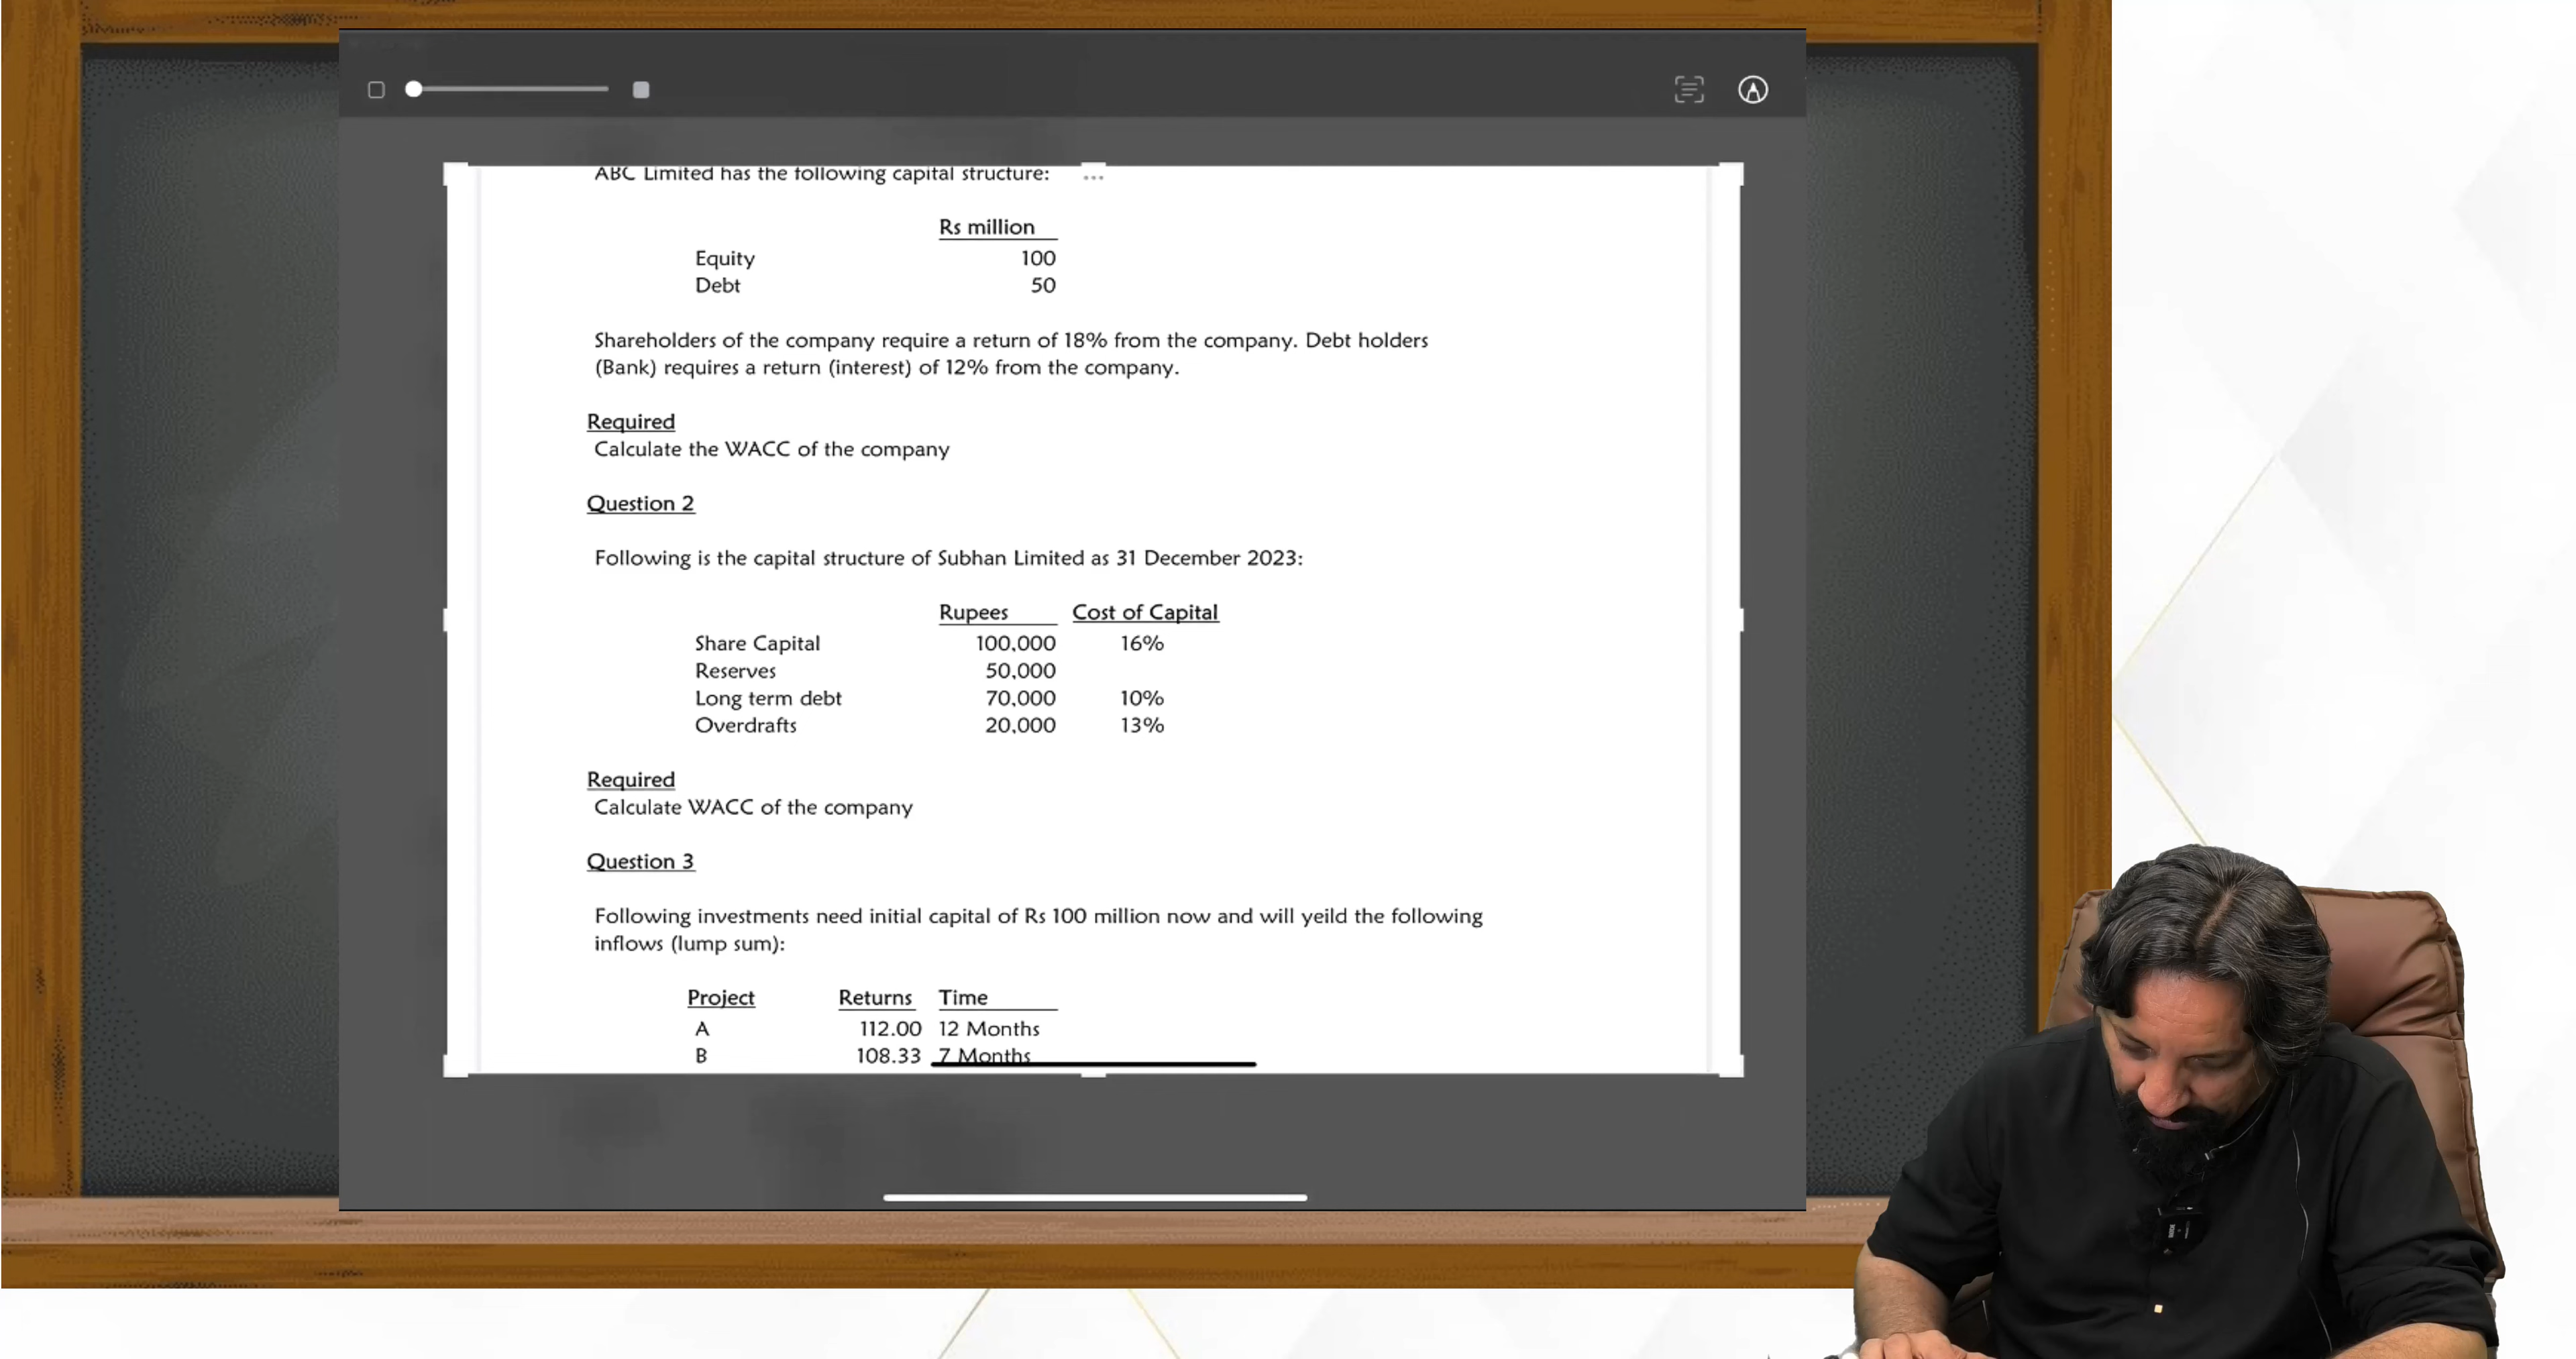 ABC Limited has the following capital structure:
Rs million
Equity 100
Debt 50
Shareholders of the company require a return of 18% from the company. Debt holders
(Bank) requires a return (interest) of 12% from the company.
Required
Calculate the WACC of the company
Question 2
Following is the capital structure of Subhan Limited as 31 December 2023:
Rupees Cost of Capital
Share Capital 100,000 16%
Reserves 50,000
Long term debt 70,000 10%
Overdrafts 20,000 13%
Required
Calculate WACC of the company
Question 3
Following investments need initial capital of Rs 100 million now and will yeild the following
inflows (lump sum):
Project Returns Time
A 112.00 12 Months
B 108.33 7 Months